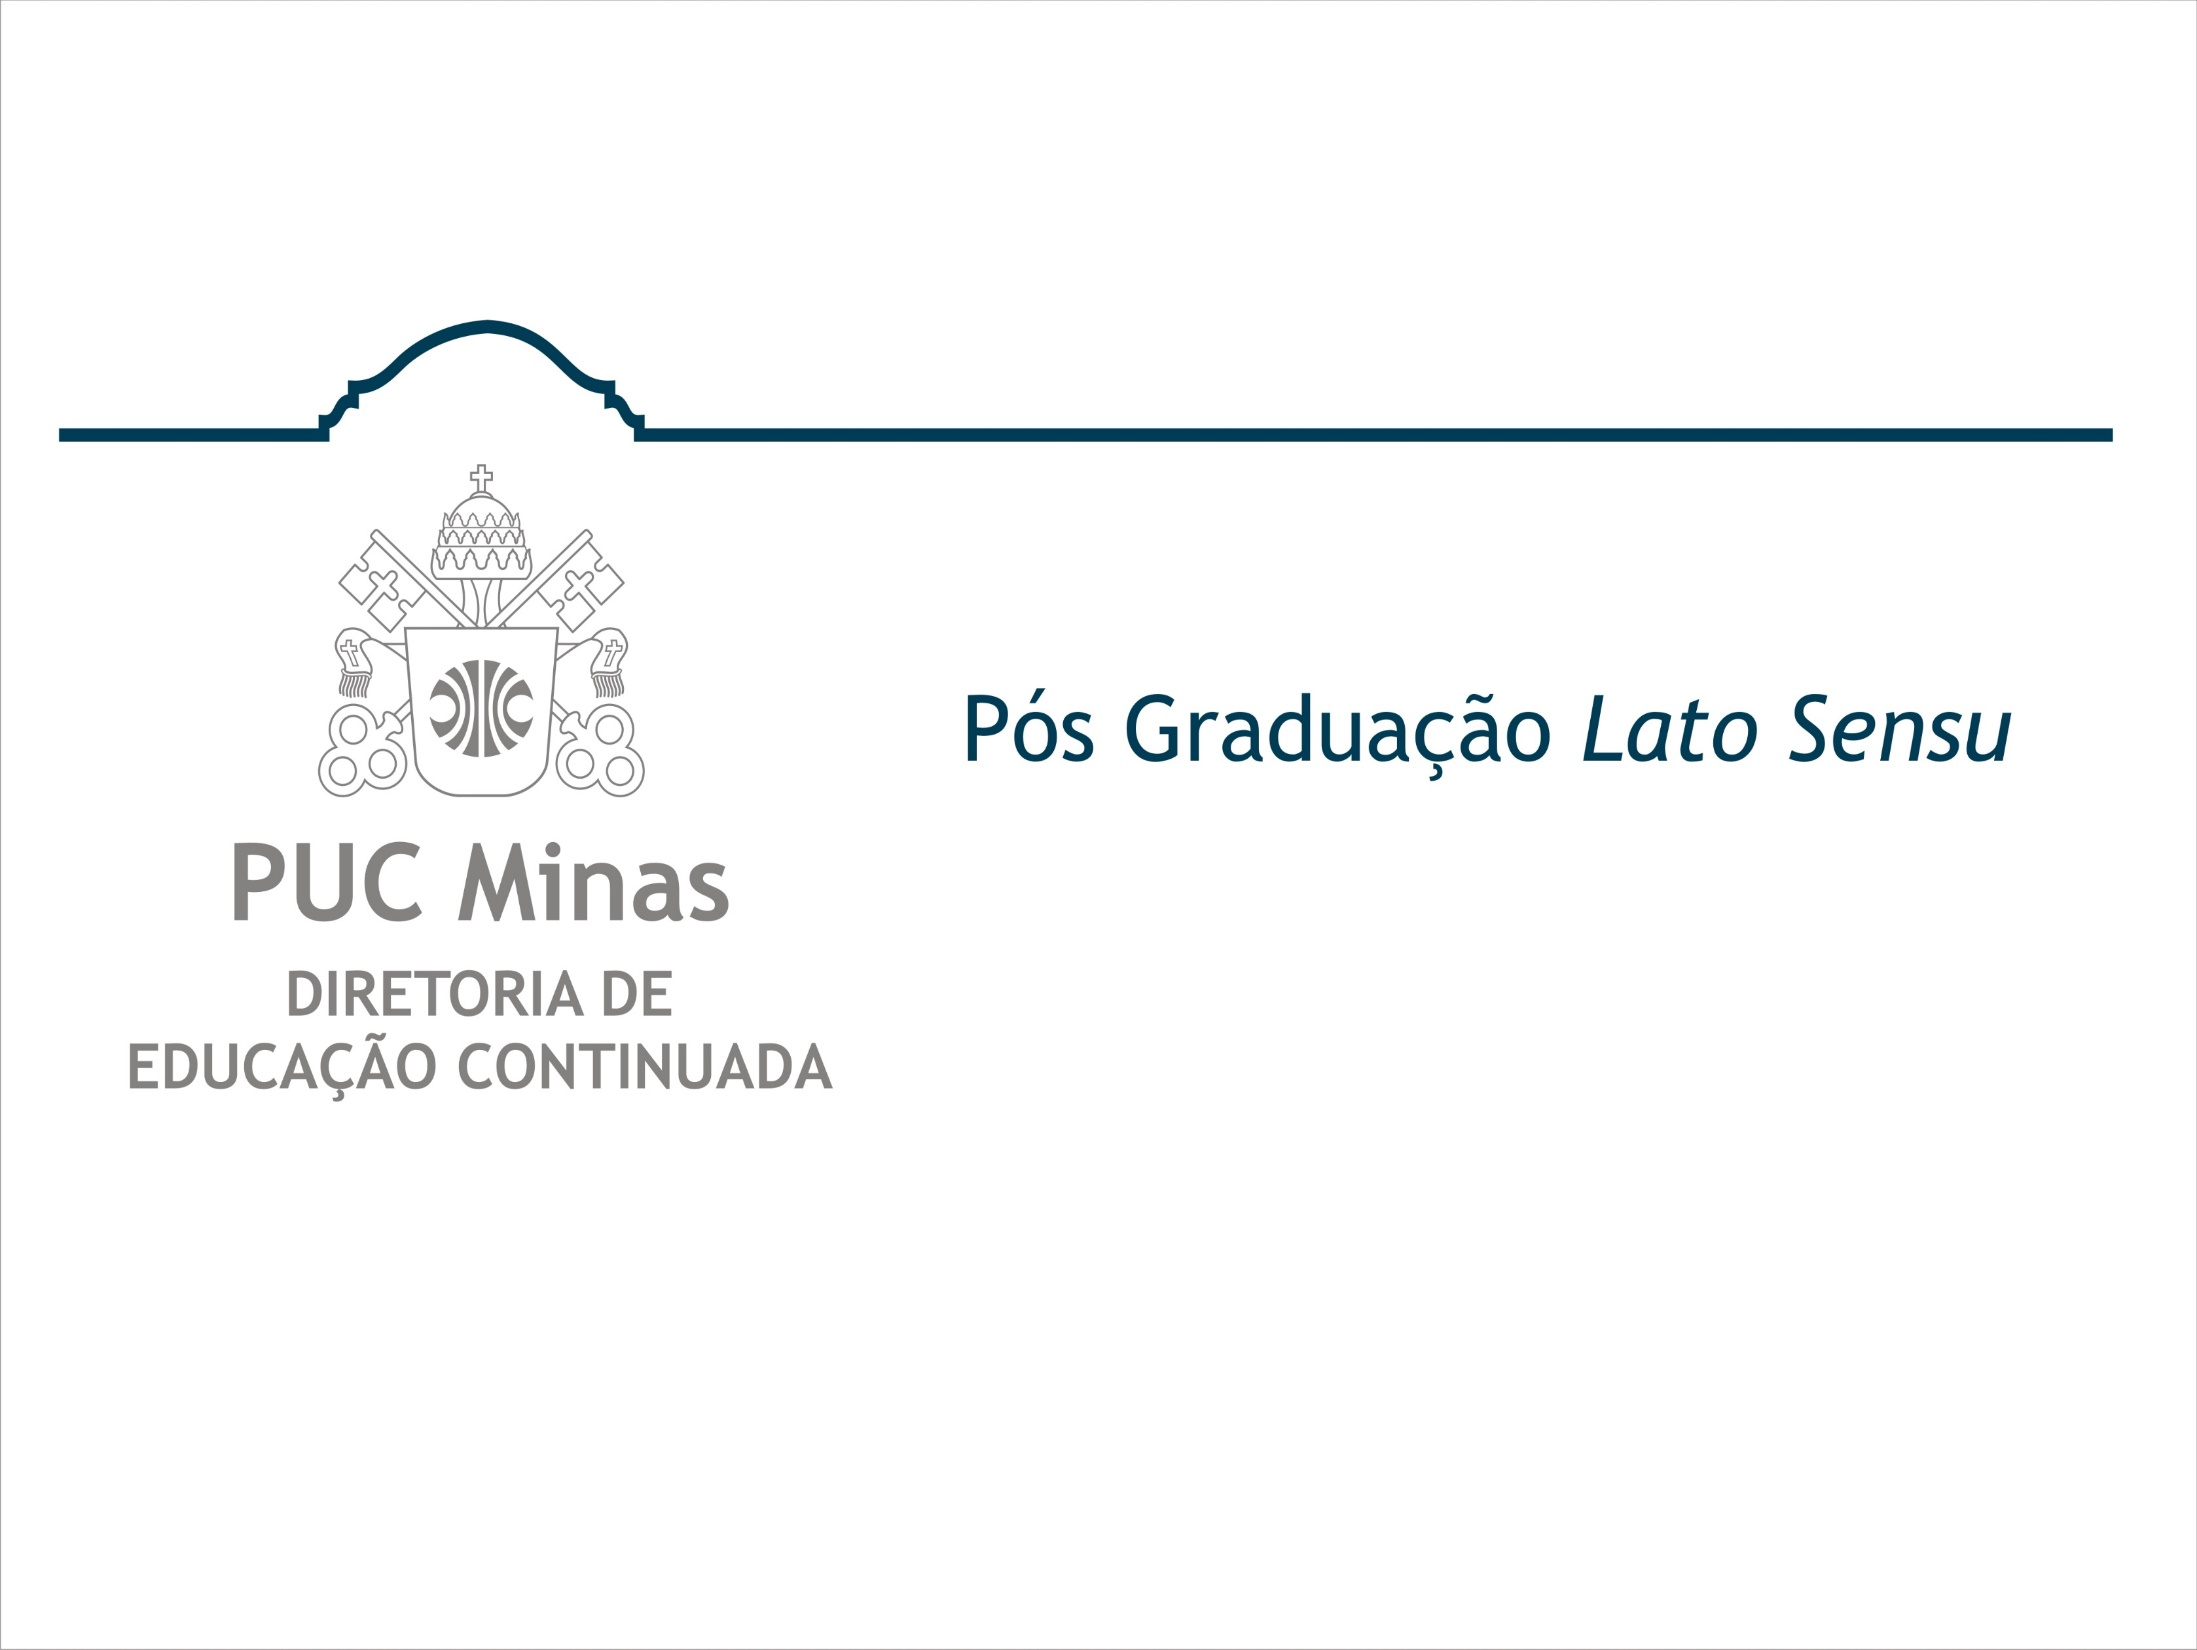 Pós Graduação Lato Sensu
PUC Minas
DIRETORIA DE
EDUCAÇÃO CONTINUADA